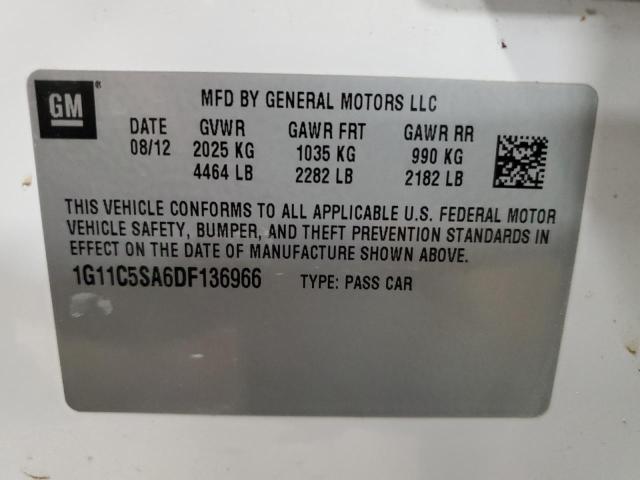 GM®
MFD BY GENERAL MOTORS LLC
DATE GVWR GAWR FRT GAWR RR
08/12 2025 KG 1035 KG 990 KG
4464 LB 2282 LB 2182 LB
THIS VEHICLE CONFORMS TO ALL APPLICABLE U.S. FEDERAL MOTOR
VEHICLE SAFETY, BUMPER, AND THEFT PREVENTION STANDARDS IN
EFFECT ON THE DATE OF MANUFACTURE SHOWN ABOVE.
1G11C5SA6DF136966 TYPE: PASS CAR